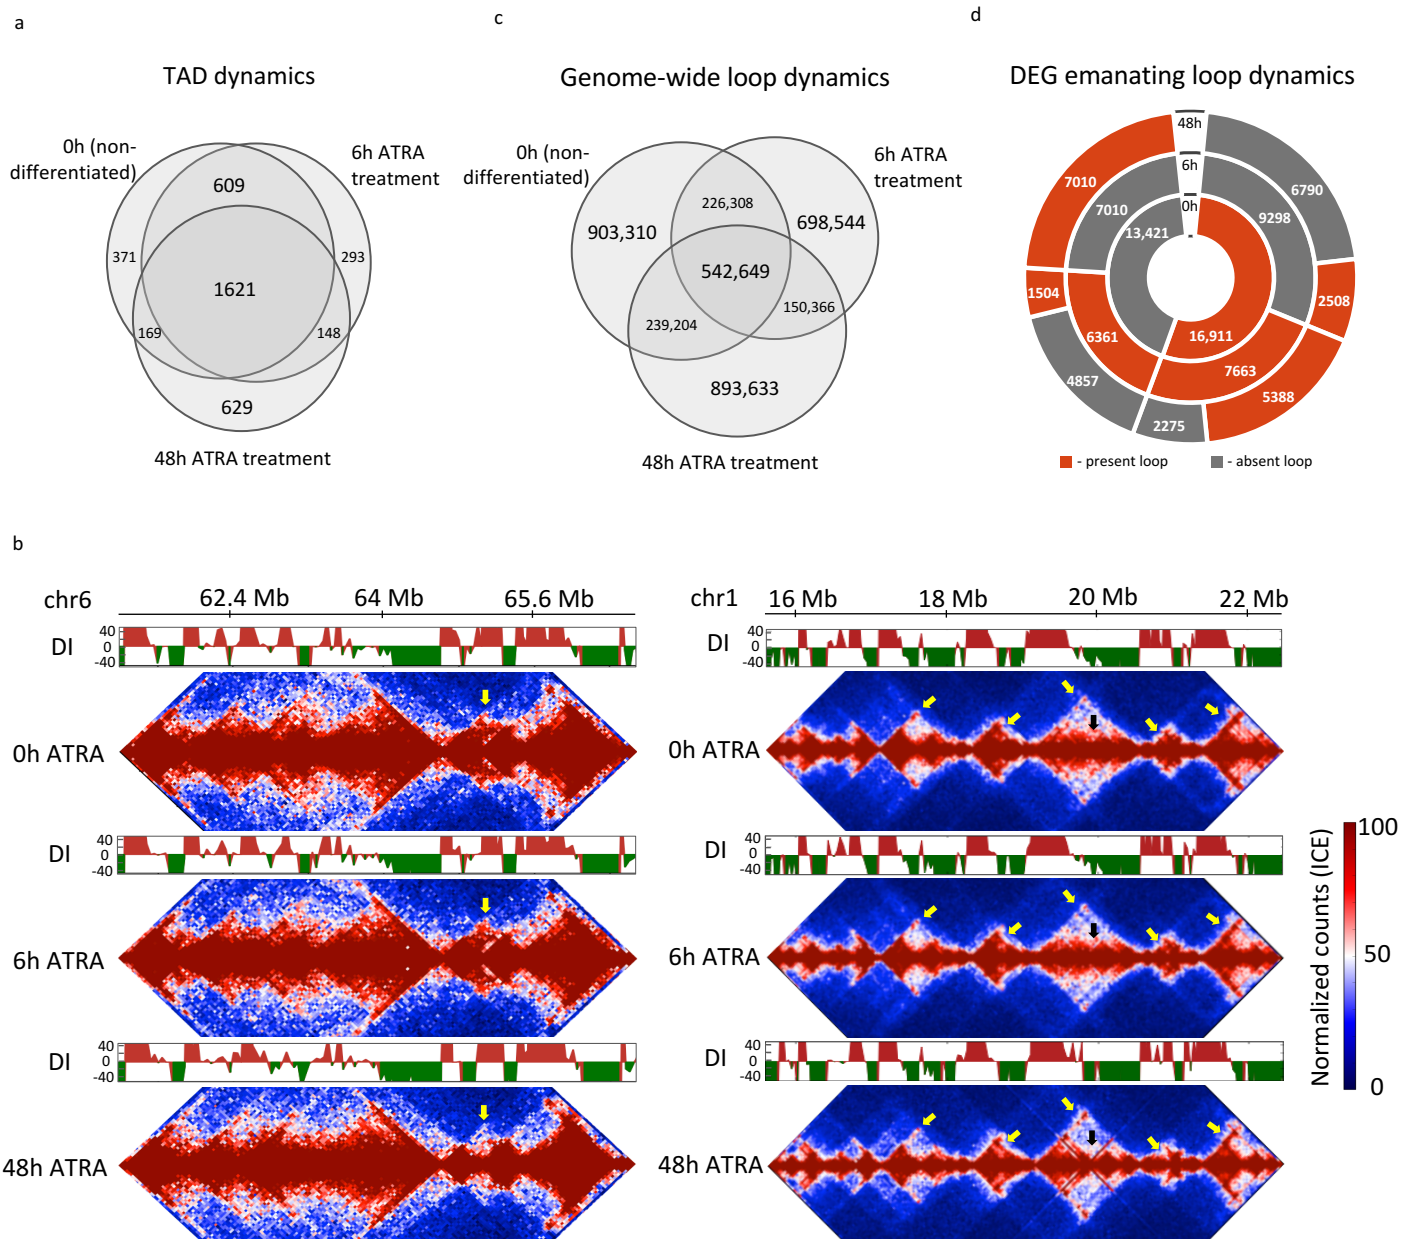 a
c
d
TAD dynamics
Genome-wide loop dynamics
DEG emanating loop dynamics
0h (non-
differentiated)
6h ATRA
treatment
609
371
293
1621
169
148
629
48h ATRA treatment
0h (non-
differentiated)
6h ATRA
treatment
226,308
903,310
698,544
542,649
150,366
239,204
893,633
48h ATRA treatment
48h
6h
0h
7010
6790
7010
9298
13,421
1504
2508
16,911
6361
7663
4857
5388
2275
- present loop
- absent loop
b
chr6
62.4 Mb
64 Mb
65.6 Mb
DI
40
0
-40
0h ATRA
DI
40
0
-40
6h ATRA
DI
40
0
-40
48h ATRA
chr1
16 Mb
18 Mb
20 Mb
22 Mb
DI
40
0
-40
0h ATRA
DI
40
0
-40
6h ATRA
DI
40
0
-40
48h ATRA
Normalized counts (ICE)
100
50
0